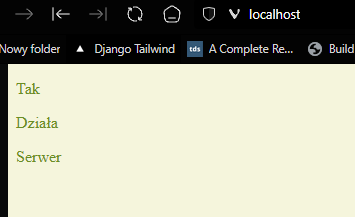 localhost
Nowy folder
Django Tailwind
tds
A Complete Re...
Build
Tak
Działa
Serwer